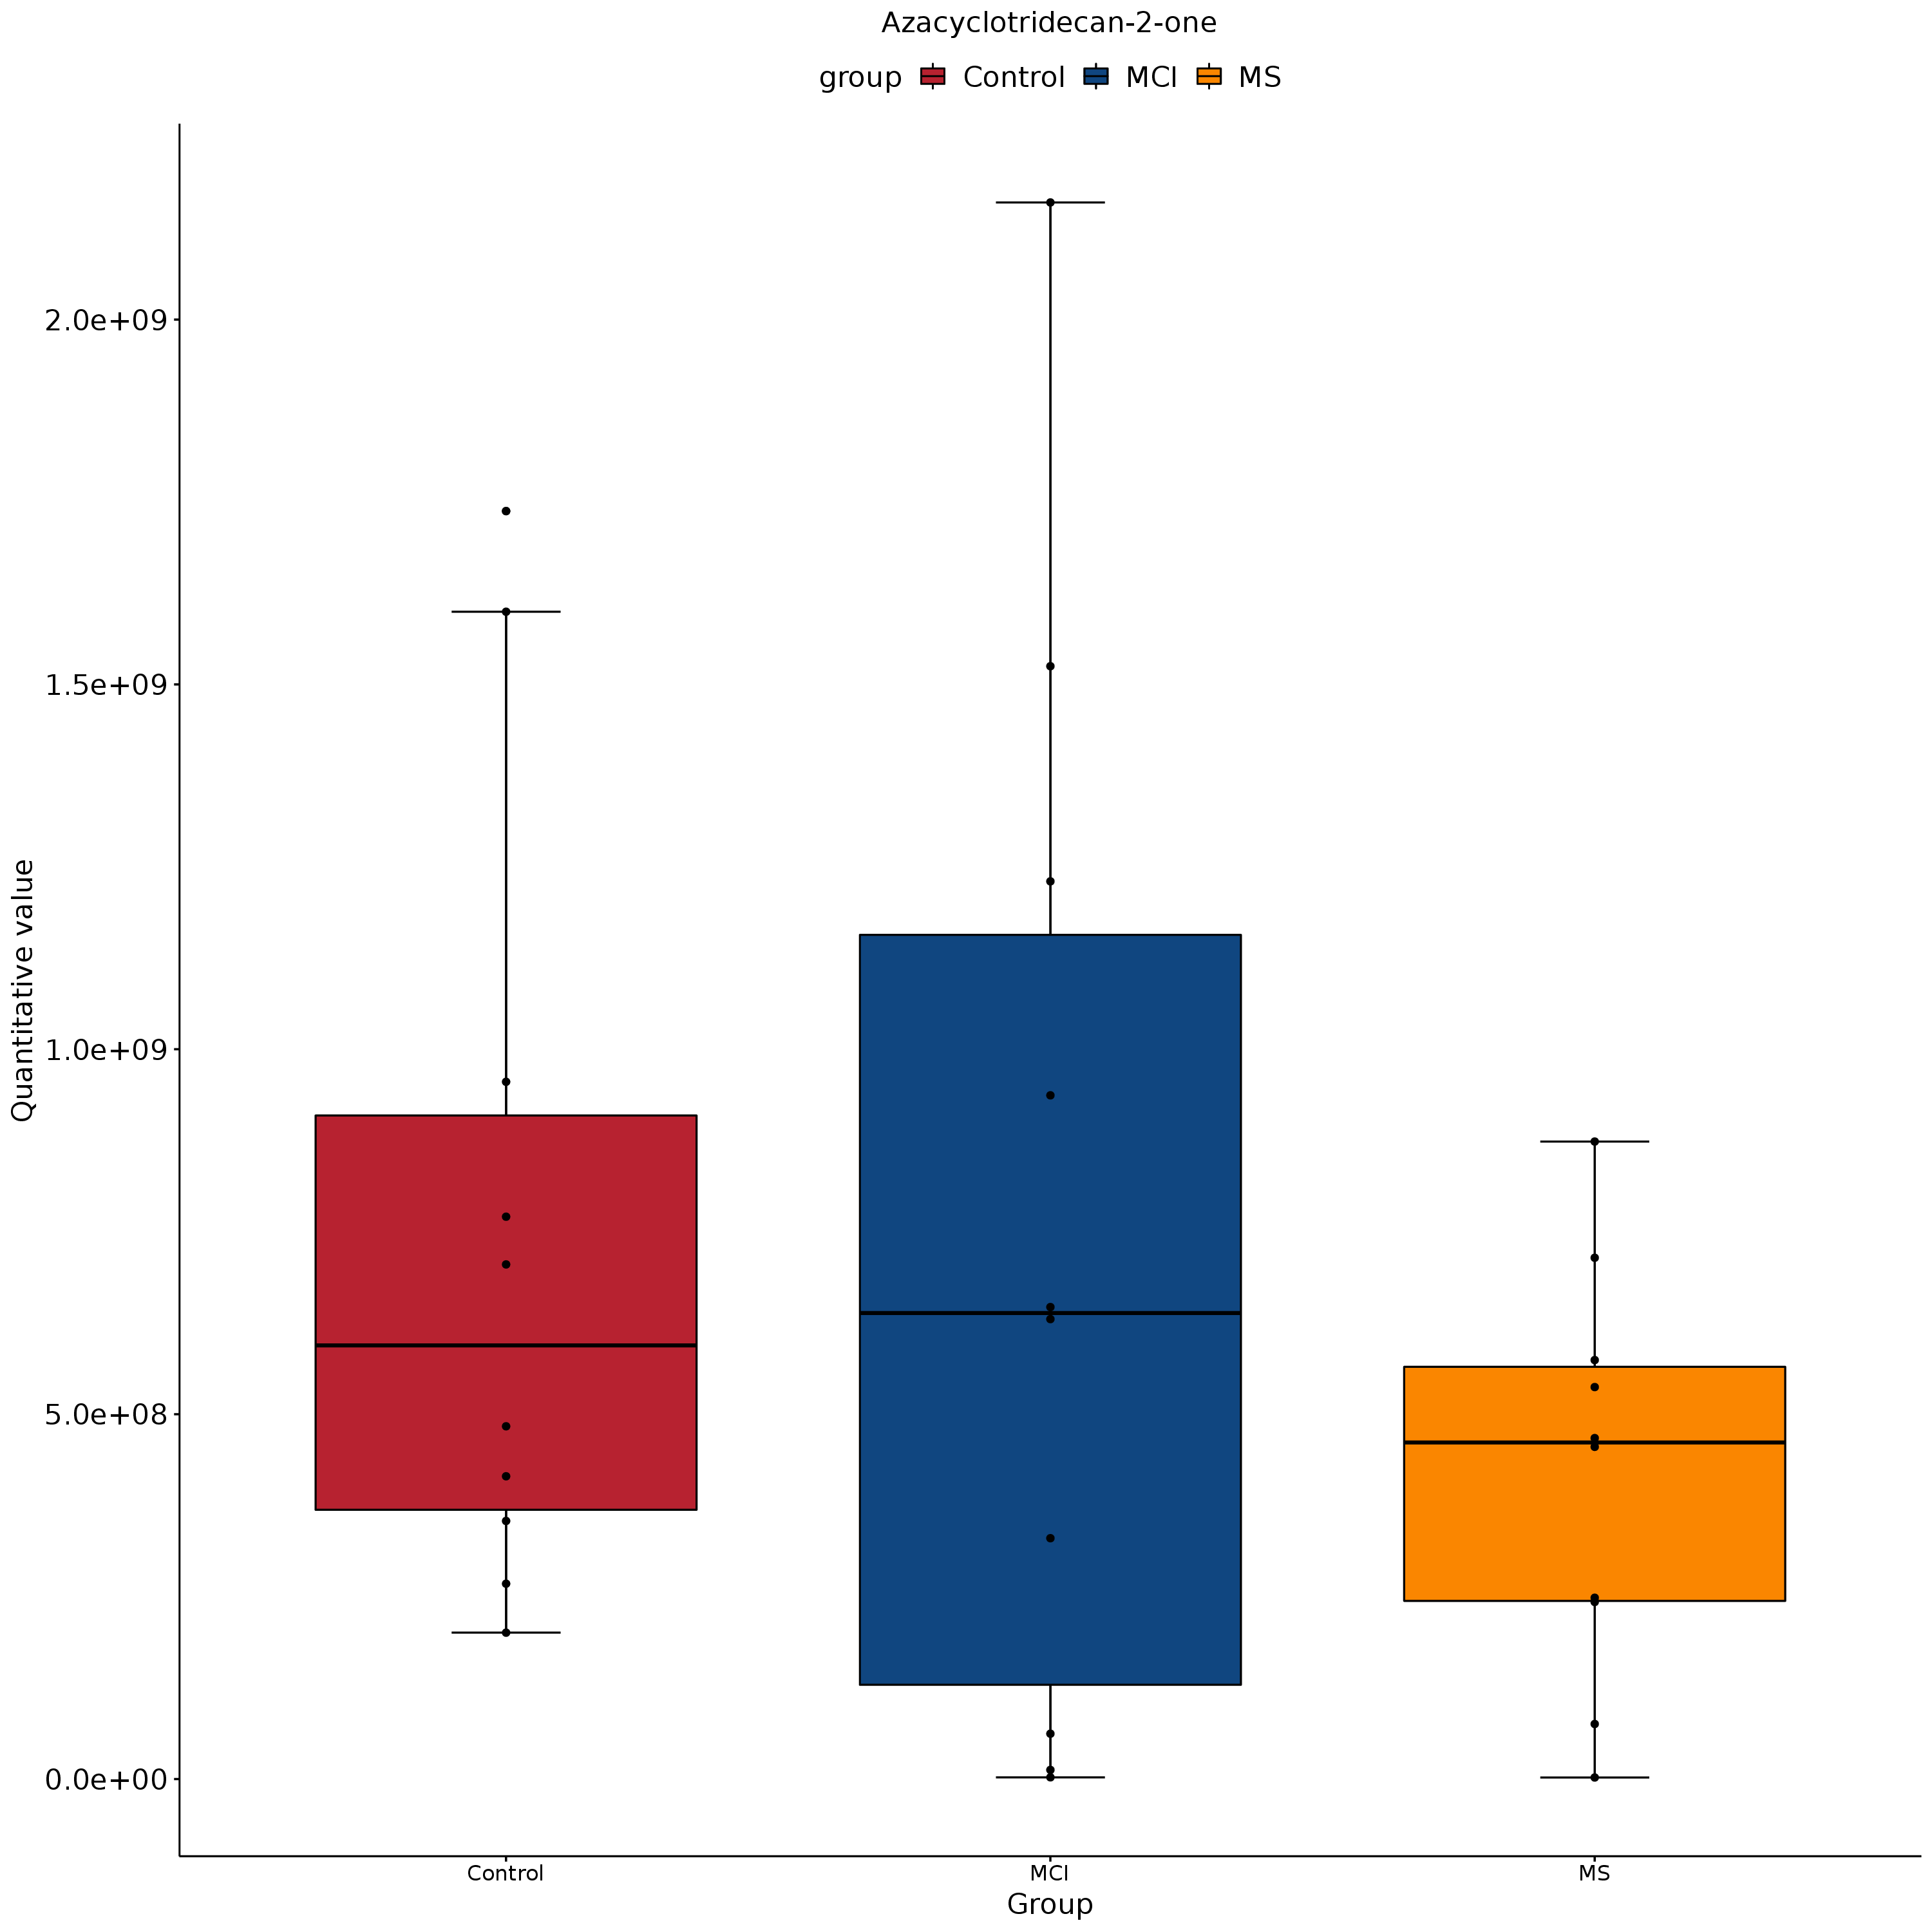 Azacyclotridecan-2-one
group Control MCI MS
Quantitative value
2.0e+09
1.5e+09
1.0e+09
5.0e+08
0.0e+00
Control MCI MS
Group